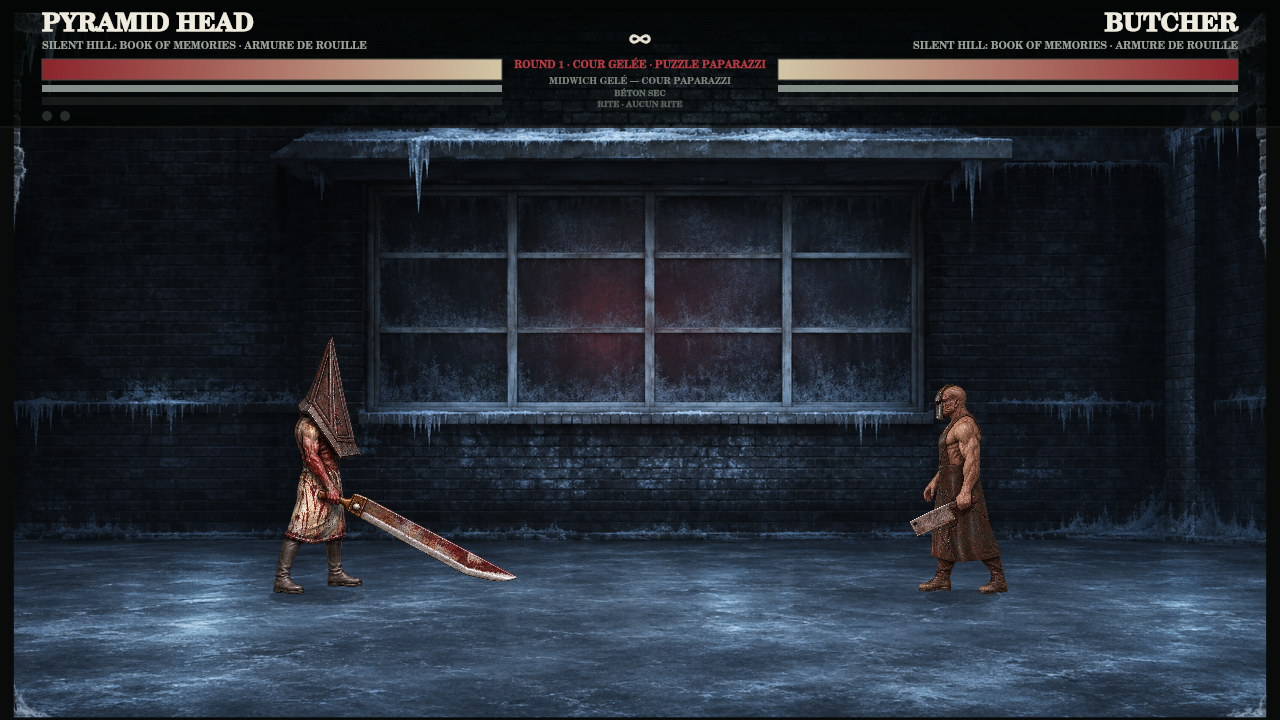 PYRAMID HEAD
SILENT HILL: BOOK OF MEMORIES · ARMURE DE ROUILLE
∞
BUTCHER
SILENT HILL: BOOK OF MEMORIES · ARMURE DE ROUILLE
ROUND 1 · COUR GELÉE · PUZZLE PAPARAZZI
MIDWICH GELÉ — COUR PAPARAZZI
BÉTON SEC
RITE · AUCUN RITE